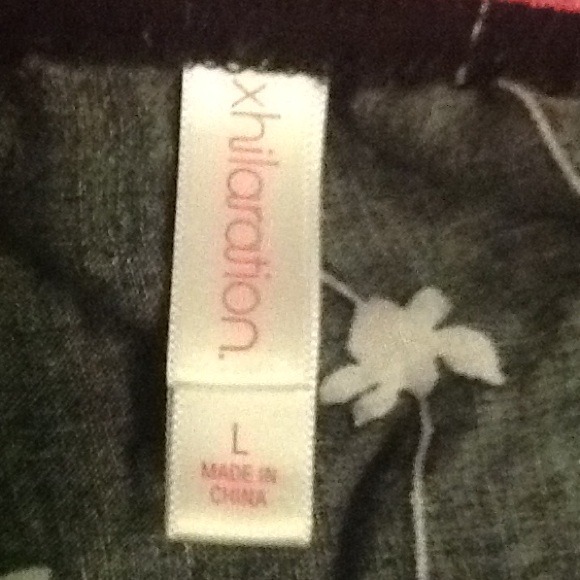 xhilaration.
L
MADE IN
CHINA